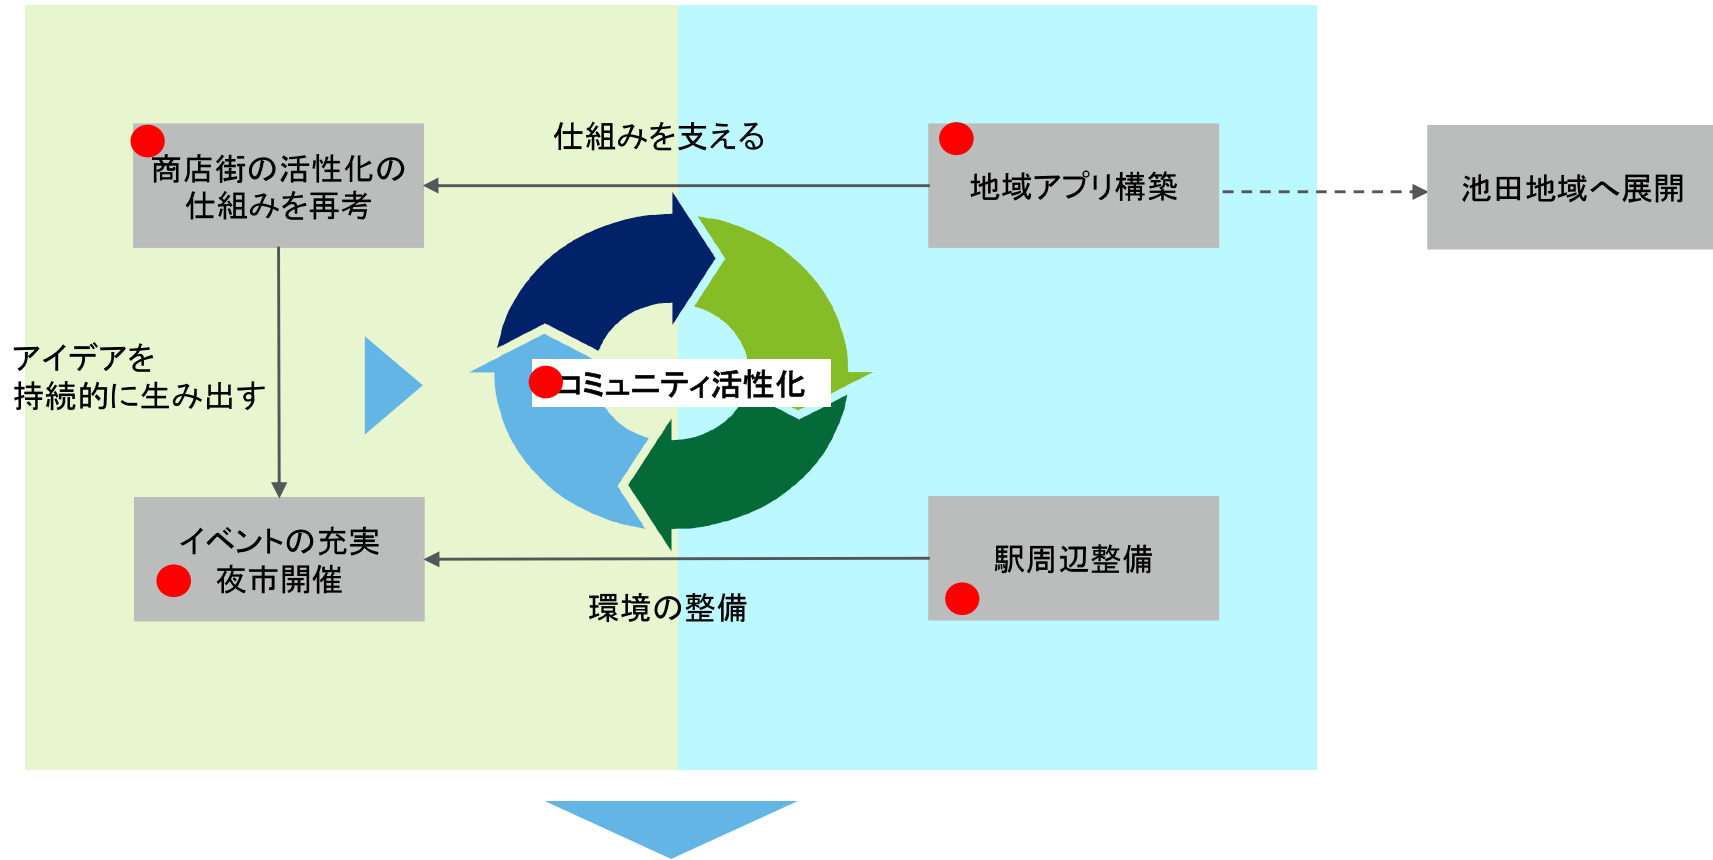 仕組みを支える
商店街の活性化の
仕組みを再考
地域アプリ構築
池田地域へ展開
アイデアを
持続的に生み出す
コミュニティ活性化
イベントの充実
夜市開催
駅周辺整備
環境の整備